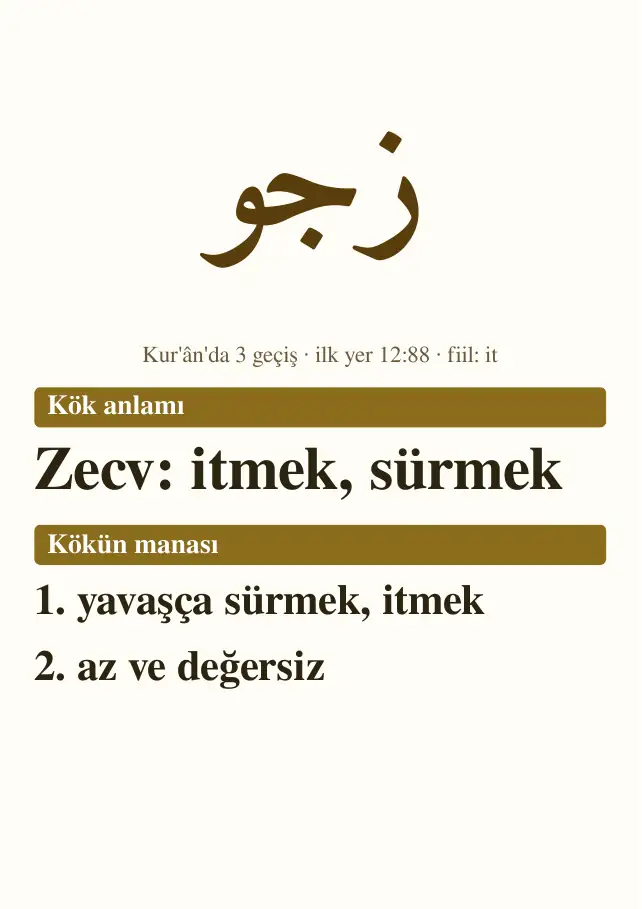 زجو
Kur'ân'da 3 geçiş · ilk yer 12:88 · fiil: it
Kök anlamı
Zecv: itmek, sürmek
Kökün manası
1. yavaşça sürmek, itmek
2. az ve değersiz